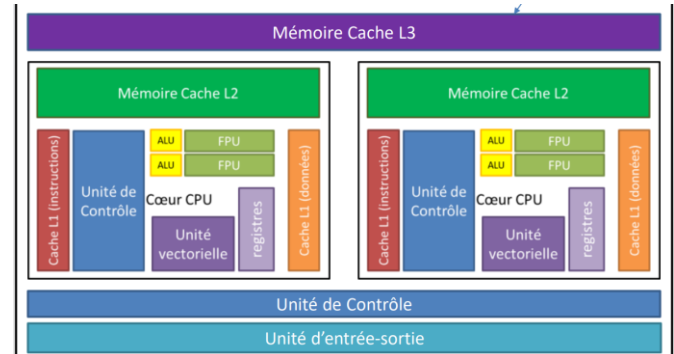 Mémoire Cache L3
Mémoire Cache L2
Cache L1 (instructions)
Unité de
Contrôle
ALU
FPU
ALU
FPU
Cœur CPU
Unité
vectorielle
registres
Cache L1 (données)
Mémoire Cache L2
Cache L1 (instructions)
Unité de
Contrôle
ALU
FPU
ALU
FPU
Cœur CPU
Unité
vectorielle
registres
Cache L1 (données)
Unité de Contrôle
Unité d’entrée-sortie